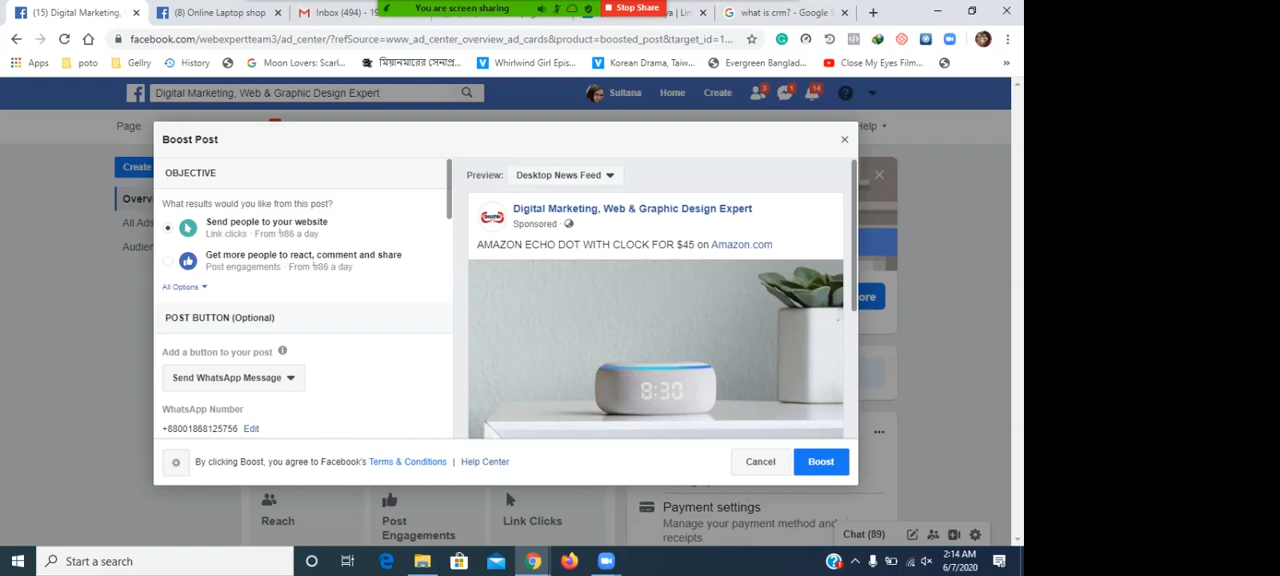 (15) Digital Marketing,
(8) Online Laptop shop
Inbox (494) - 19
You are screen sharing
Stop Share
what is crm? - Google S
facebook.com/webexpertteam3/ad_center/?refSource=www_ad_center_overview_ad_cards&product=boosted_post&target_id=1...
Apps
poto
Gellry
History
Moon Lovers: Scarl...
মিয়ানমারের সেনাপ্র...
Whirlwind Girl Epis...
Korean Drama, Taiw...
Evergreen Banglad...
Close My Eyes Film...
Digital Marketing, Web & Graphic Design Expert
Sultana
Home
Create
3
1
14
Page
Help
Boost Post
Create
Overv
All Ads
Audien
OBJECTIVE
What results would you like from this post?
Send people to your website
Link clicks · From ৳86 a day
Get more people to react, comment and share
Post engagements · From ৳86 a day
All Options
POST BUTTON (Optional)
Add a button to your post
Send WhatsApp Message
WhatsApp Number
+88001868125756 Edit
Preview: Desktop News Feed
Digital Marketing, Web & Graphic Design Expert
Sponsored ·
AMAZON ECHO DOT WITH CLOCK FOR $45 on Amazon.com
8:30
ore
By clicking Boost, you agree to Facebook's Terms & Conditions | Help Center
Cancel
Boost
Reach
Post
Engagements
Link Clicks
Payment settings
Manage your payment method and
receipts.
Chat (89)
Start a search
2:14 AM
6/7/2020